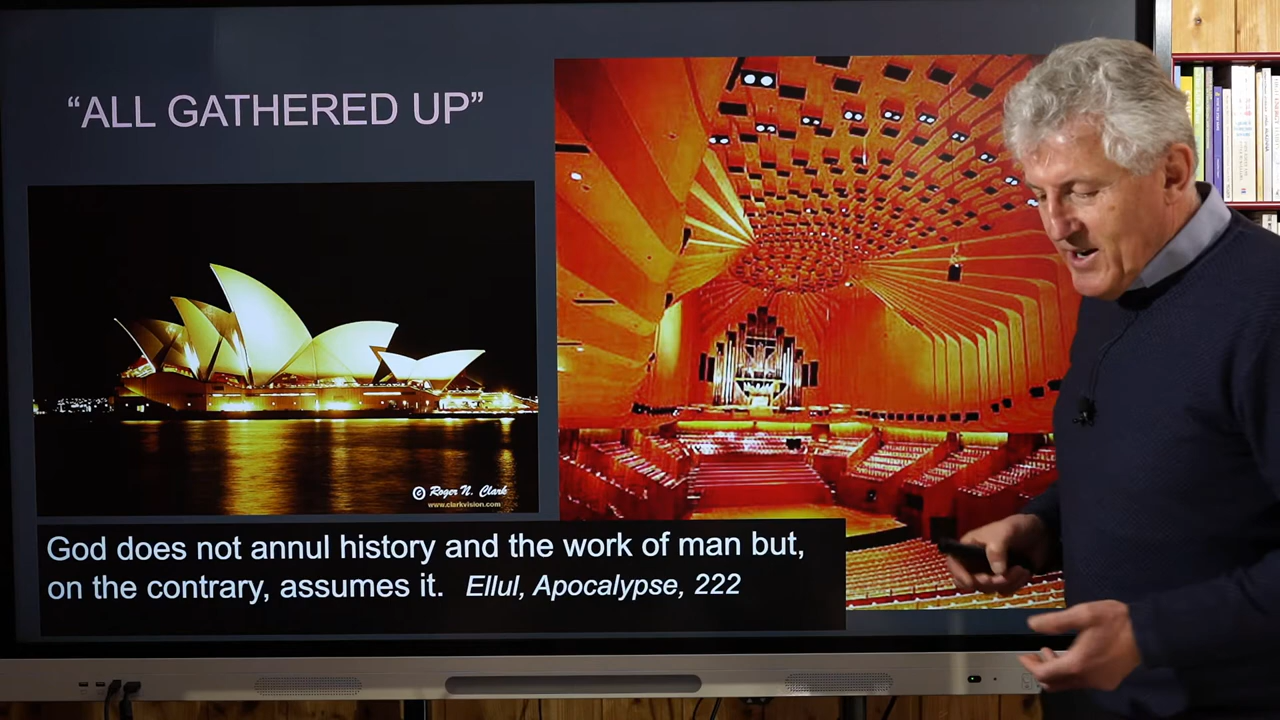 “ALL GATHERED UP”
© Roger N. Clark
www.clarkvision.com
God does not annul history and the work of man but,
on the contrary, assumes it. Ellul, Apocalypse, 222